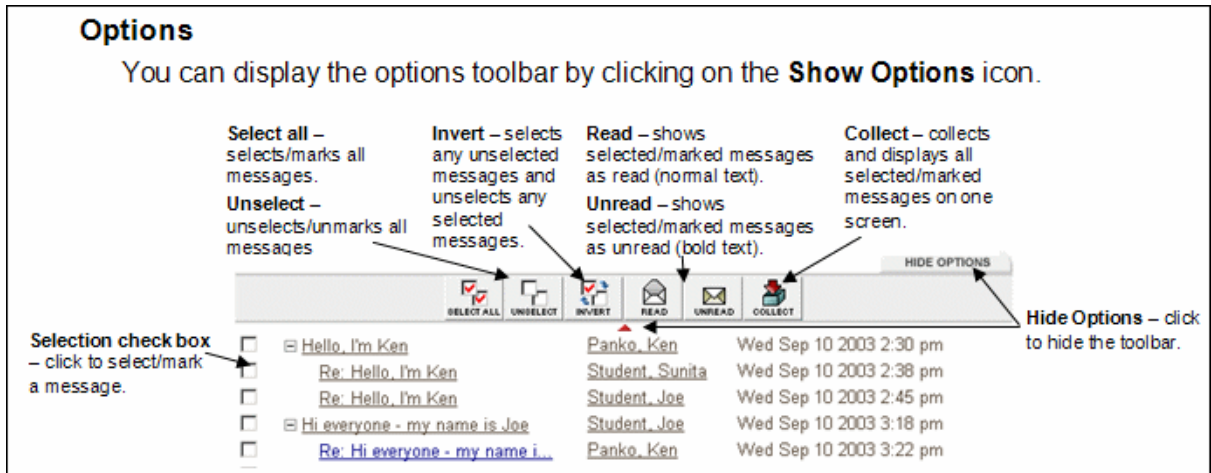 Options
You can display the options toolbar by clicking on the Show Options icon.
Select all –
selects/marks all
messages.
Unselect –
unselects/unmarks all
messages
Invert – selects
any unselected
messages and
unselects any
selected
messages.
Read – shows
selected/marked messages
as read (normal text).
Unread – shows
selected/marked messages
as unread (bold text).
Collect – collects
and displays all
selected/marked
messages on one
screen.
HIDE OPTIONS
SELECT ALL UNSELECT INVERT READ UNREAD COLLECT
Hide Options – click
to hide the toolbar.
Selection check box
– click to select/mark
a message.
Hello, I'm Ken Panko, Ken Wed Sep 10 2003 2:30 pm
Re: Hello, I'm Ken Student, Sunita Wed Sep 10 2003 2:38 pm
Re: Hello, I'm Ken Student, Joe Wed Sep 10 2003 2:45 pm
Hi everyone - my name is Joe Student, Joe Wed Sep 10 2003 3:18 pm
Re: Hi everyone - my name i... Panko, Ken Wed Sep 10 2003 3:22 pm